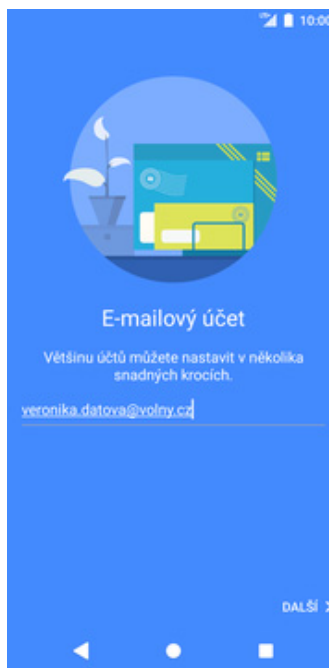 10:00
E-mailový účet
Většinu účtů můžete nastavit v několika
snadných krocích.
veronika.datova@volny.cz
DALŠÍ